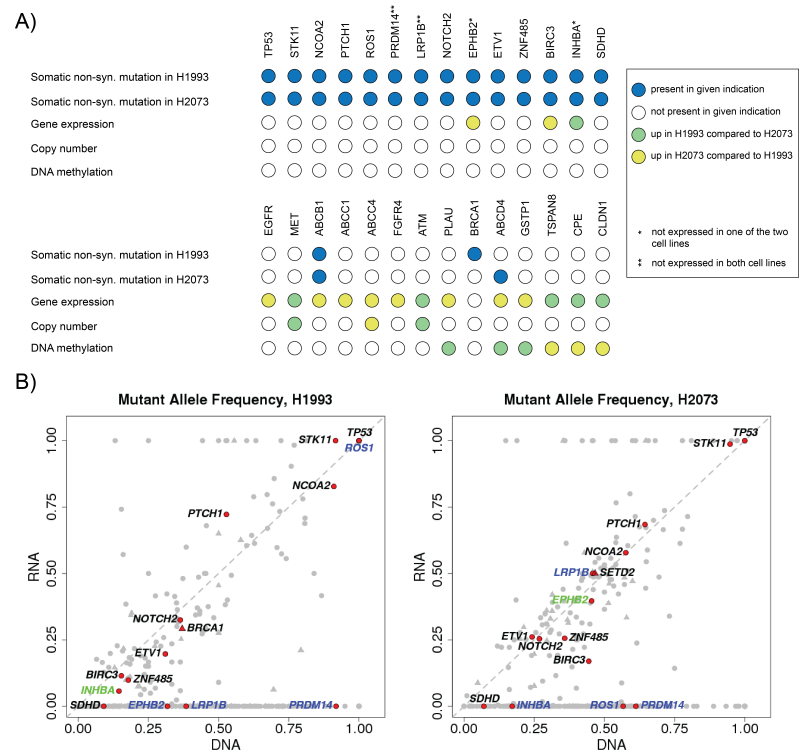 A)
TP53 STK11 NCOA2 PTCH1 ROS1 PRDM14** LRP1B** NOTCH2 EPHB2* ETV1 ZNF485 BIRC3 INHBA* SDHD
Somatic non-syn. mutation in H1993
Somatic non-syn. mutation in H2073
Gene expression
Copy number
DNA methylation
EGFR MET ABCB1 ABCC1 ABCC4 FGFR4 ATM PLAU BRCA1 ABCD4 GSTP1 TSPAN8 CPE CLDN1
Somatic non-syn. mutation in H1993
Somatic non-syn. mutation in H2073
Gene expression
Copy number
DNA methylation
present in given indication
not present in given indication
up in H1993 compared to H2073
up in H2073 compared to H1993
* not expressed in one of the two
cell lines
** not expressed in both cell lines
B)
Mutant Allele Frequency, H1993
RNA
1.00
0.75
0.50
0.25
0.00
STK11
TP53
ROS1
NCOA2
PTCH1
NOTCH2
BRCA1
ETV1
BIRC3
ZNF485
INHBA
SDHD
EPHB2
LRP1B
PRDM14
0.00 0.25 0.50 0.75 1.00
DNA
Mutant Allele Frequency, H2073
RNA
1.00
0.75
0.50
0.25
0.00
TP53
STK11
PTCH1
NCOA2
LRP1B
SETD2
EPHB2
ETV1
ZNF485
NOTCH2
BIRC3
SDHD
INHBA
ROS1
PRDM14
0.00 0.25 0.50 0.75 1.00
DNA